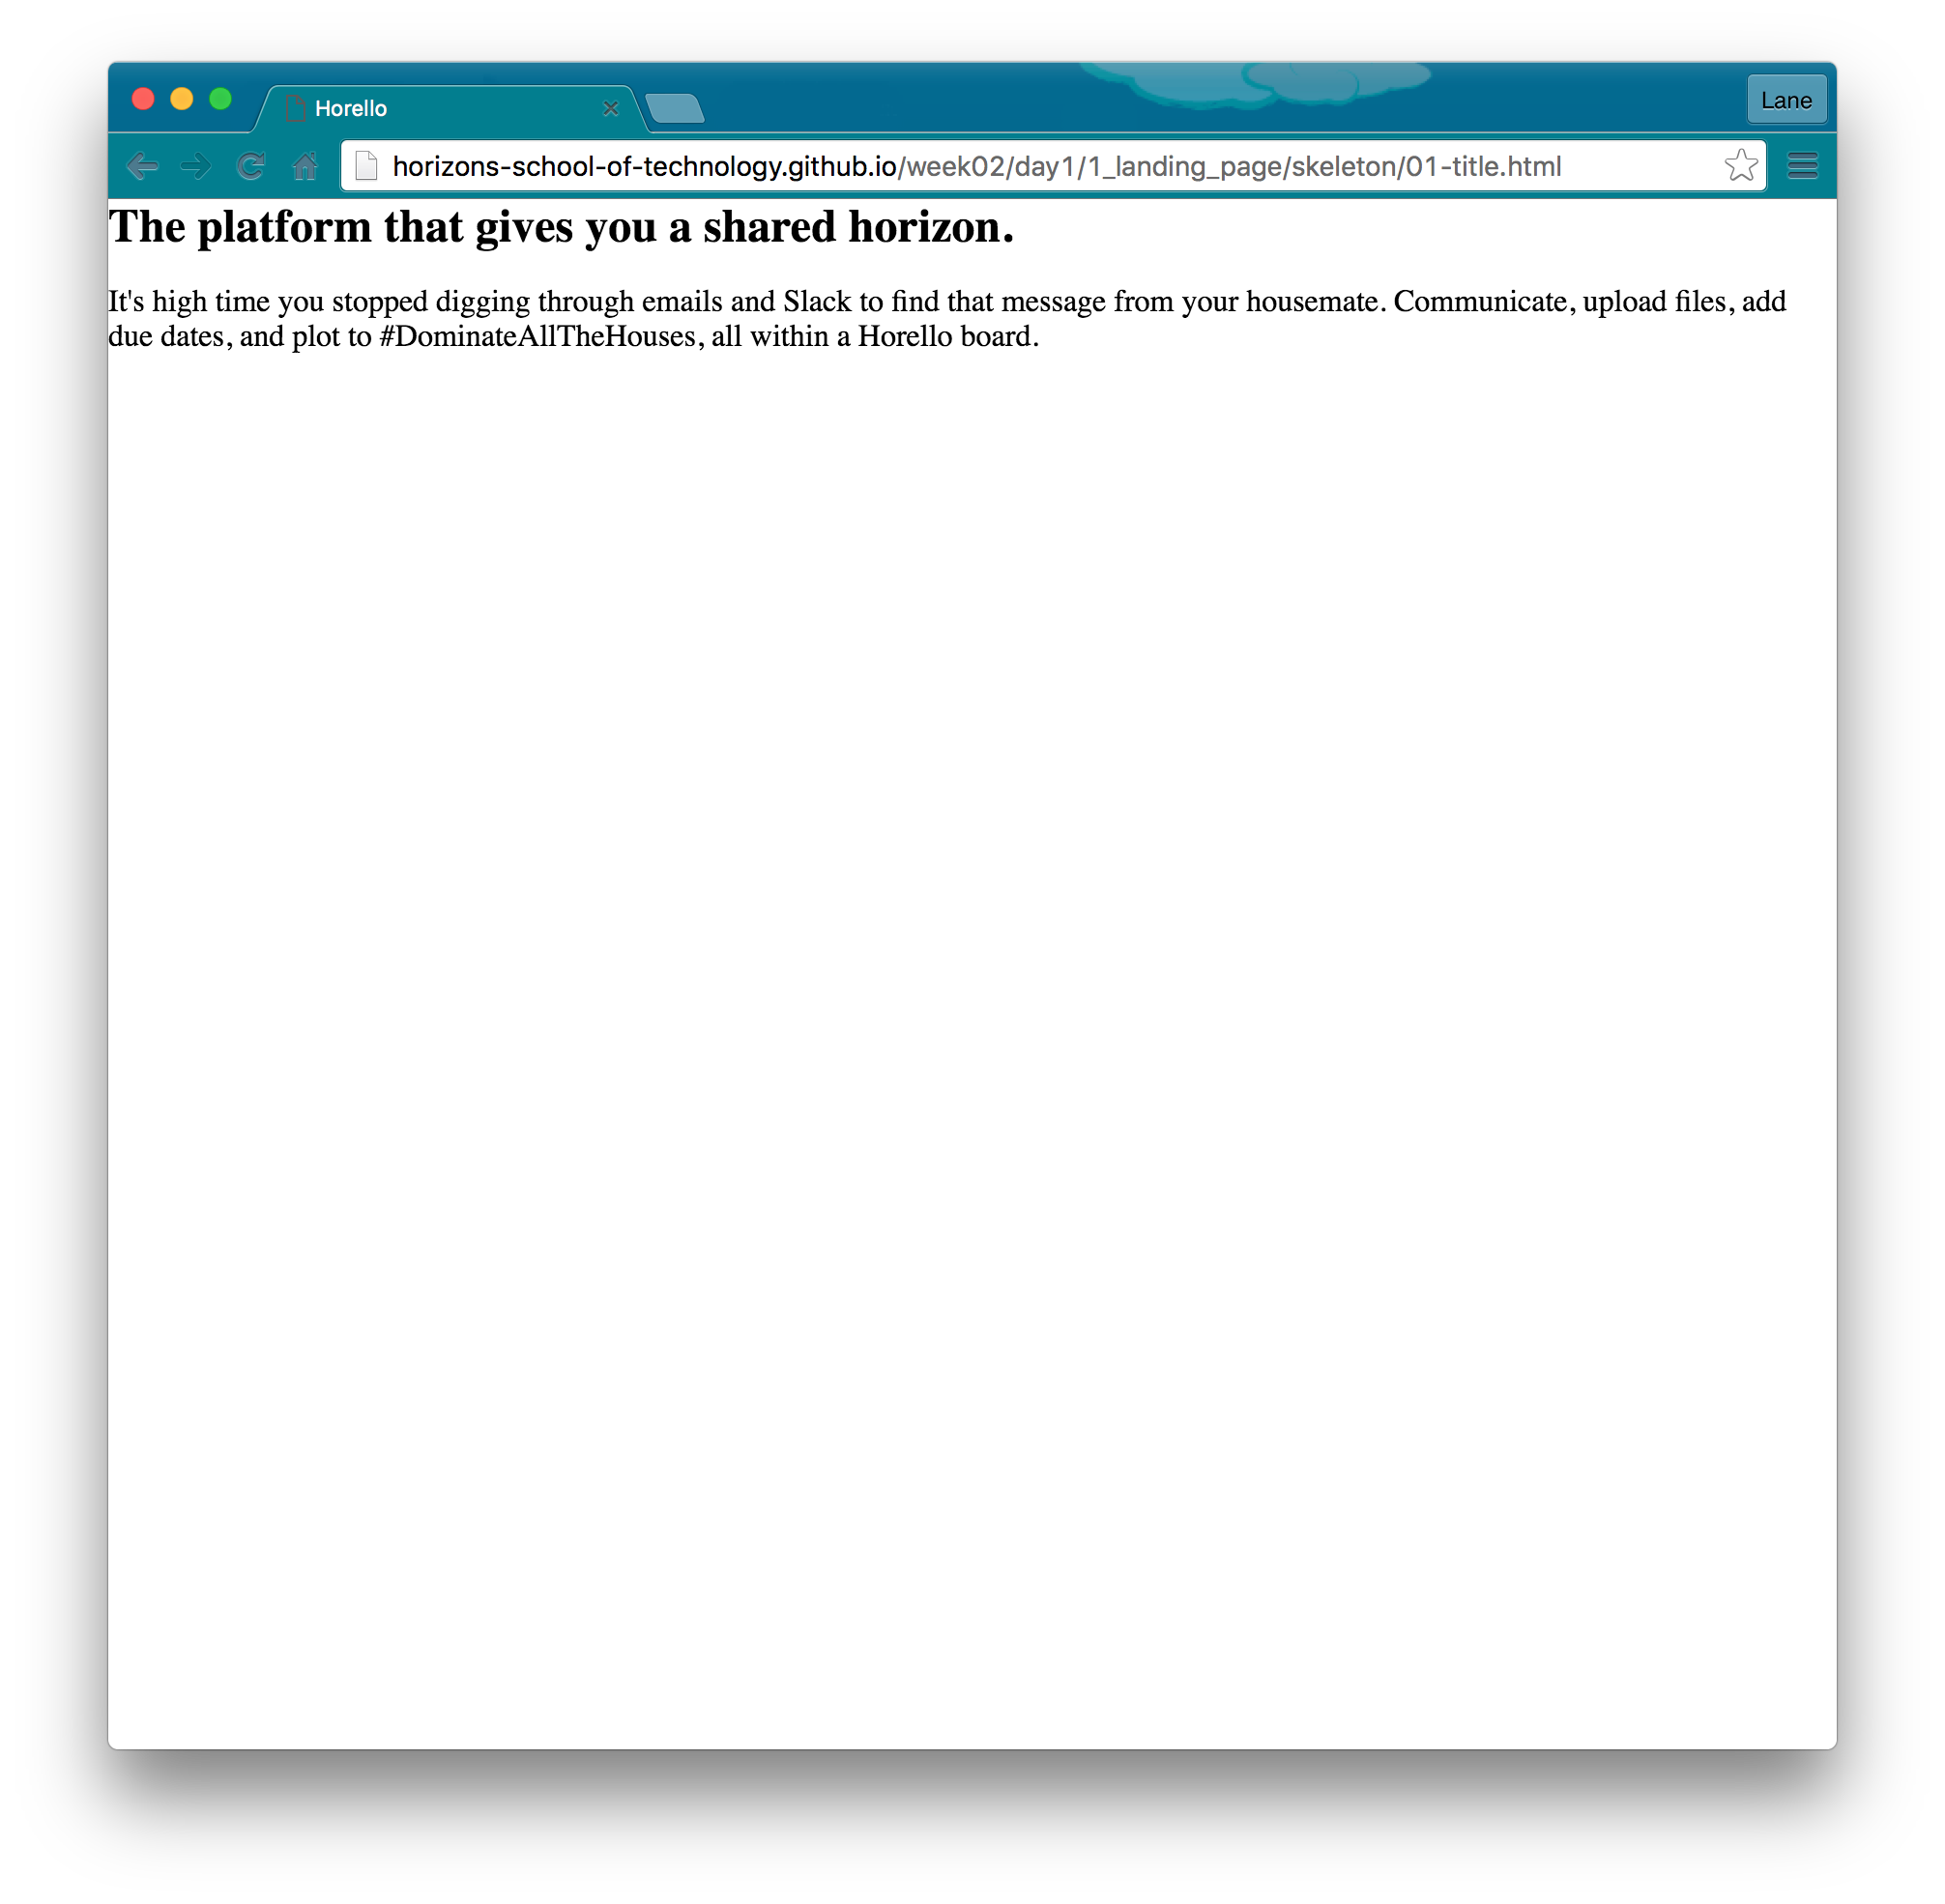 Horello
Lane
horizons-school-of-technology.github.io/week02/day1/1_landing_page/skeleton/01-title.html
The platform that gives you a shared horizon.
It's high time you stopped digging through emails and Slack to find that message from your housemate. Communicate, upload files, add
due dates, and plot to #DominateAllTheHouses, all within a Horello board.